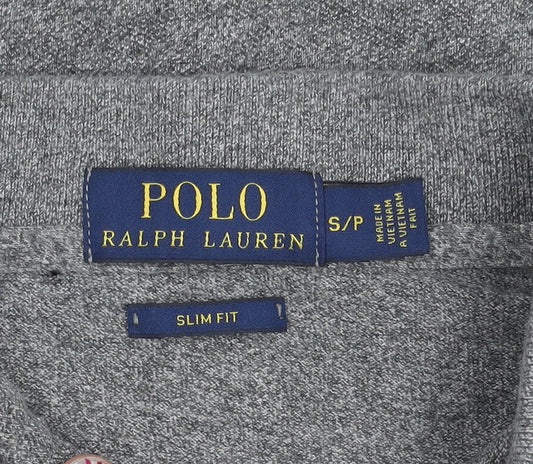 POLO
RALPH LAUREN
S/P
MADE IN
VIETNAM
A VIETNAM
FAIT
SLIM FIT